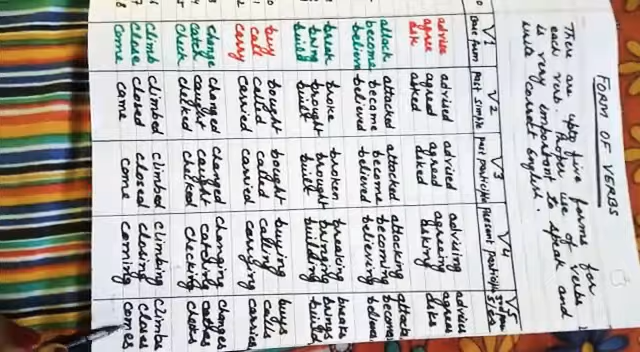 FORM OF VERBS
There are upto five forms for
each verb. Proper use of verbs
is very important to speak and
write correct English.
V1 V2 V3 V4 V5
Base form Past Simple Past participle Present participle
advise advised advised advising advises
agree agreed agreed agreeing agrees
ask asked asked asking asks
attack attacked attacked attacking attacks
become became become becoming becomes
believe believed believed believing believes
break broke broken breaking breaks
bring brought brought bringing brings
build built built building builds
buy bought bought buying buys
call called called calling calls
carry carried carried carrying carries
change changed changed changing changes
catch caught caught catching catches
checking
climb climbed climbed climbing climbs
close closed closed closing closes
8 come came come coming comes